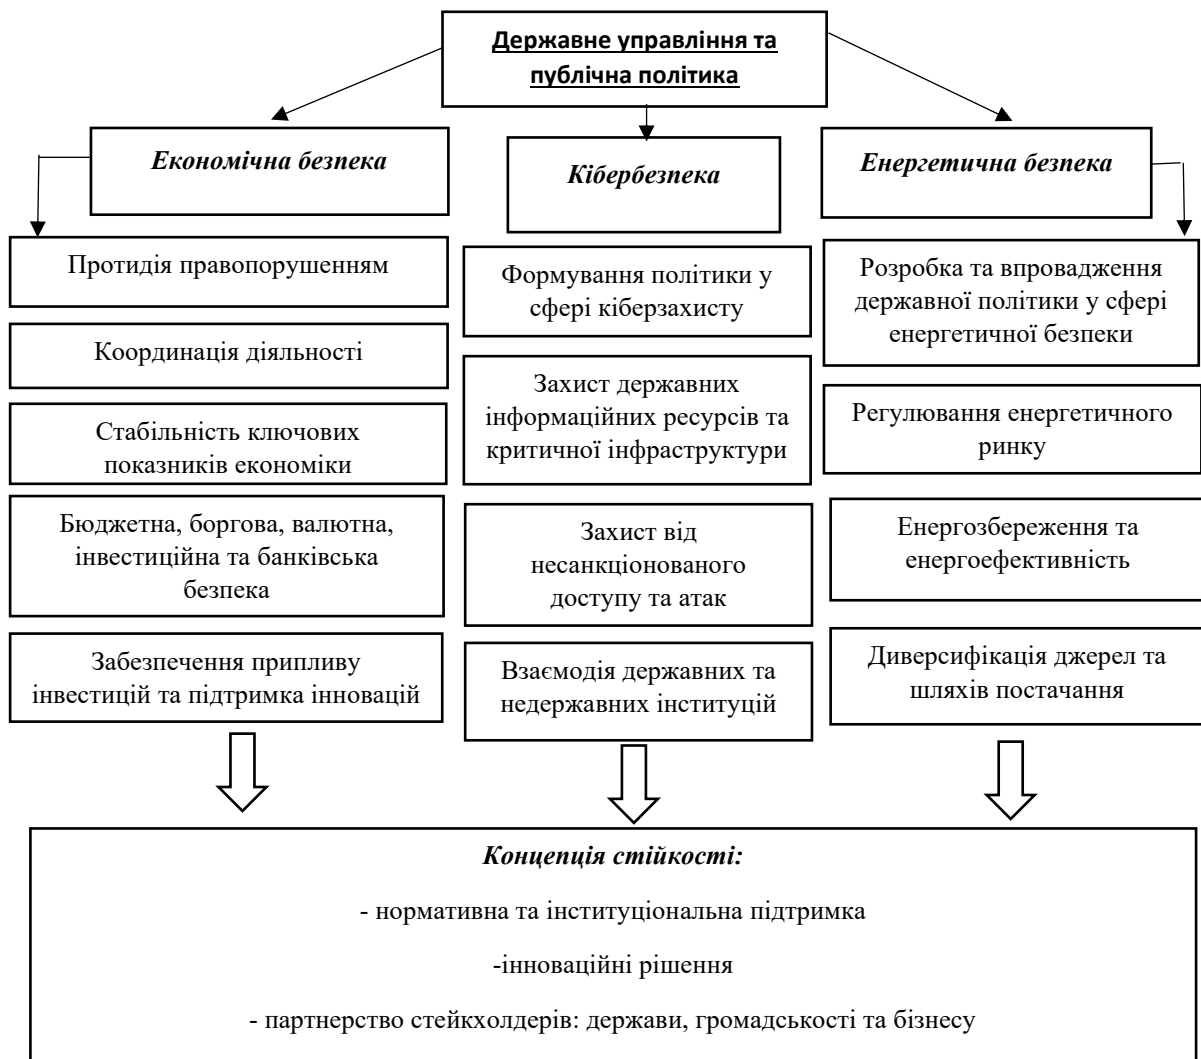 Державне управління та
публічна політика
Економічна безпека
Кібербезпека
Енергетична безпека
Протидія правопорушенням
Координація діяльності
Стабільність ключових
показників економіки
Бюджетна, боргова, валютна,
інвестиційна та банківська
безпека
Забезпечення припливу
інвестицій та підтримка інновацій
Формування політики у
сфері кіберзахисту
Захист державних
інформаційних ресурсів та
критичної інфраструктури
Захист від
несанкціонованого
доступу та атак
Взаємодія державних та
недержавних інституцій
Розробка та впровадження
державної політики у сфері
енергетичної безпеки
Регулювання енергетичного
ринку
Енергозбереження та
енергоефективність
Диверсифікація джерел та
шляхів постачання
Концепція стійкості:
- нормативна та інституціональна підтримка
-інноваційні рішення
- партнерство стейкхолдерів: держави, громадськості та бізнесу